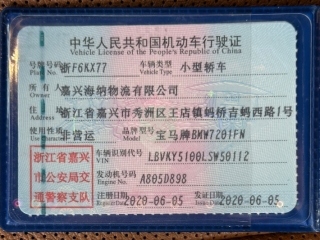 中华人民共和国机动车行驶证
Vehicle License of the People's Republic of China
号牌号码 浙F6KX77 车辆类型 小型轿车
Plate No. Vehicle Type
所有人 嘉兴海纳物流有限公司
Owner
住址 浙江省嘉兴市秀洲区王店镇蚂桥吉蚂西路1号
Address
使用性质 非营运 品牌型号 宝马牌BMW7201FN
Use Character Model
浙江省嘉兴市公安局交通警察支队
车辆识别代号 LBVKY5100LSW50112
VIN
发动机号码 A805D898
Engine No.
注册日期 2020-06-05 发证日期 2020-06-05
Register Date Issue Date